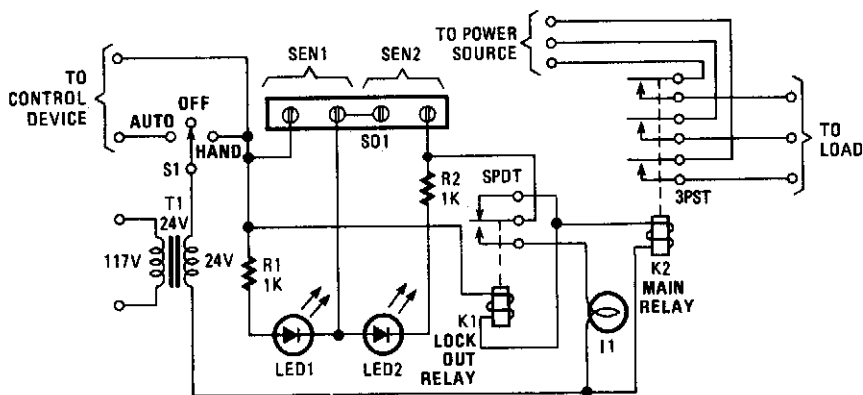 TO POWER
SOURCE
SEN1
SEN2
TO
CONTROL
DEVICE
OFF
AUTO
HAND
S1
SO1
TO
LOAD
R2
1K
SPDT
3PST
T1
24V
117V
24V
R1
1K
K2
MAIN
RELAY
K1
LOCK
OUT
RELAY
I1
LED1
LED2